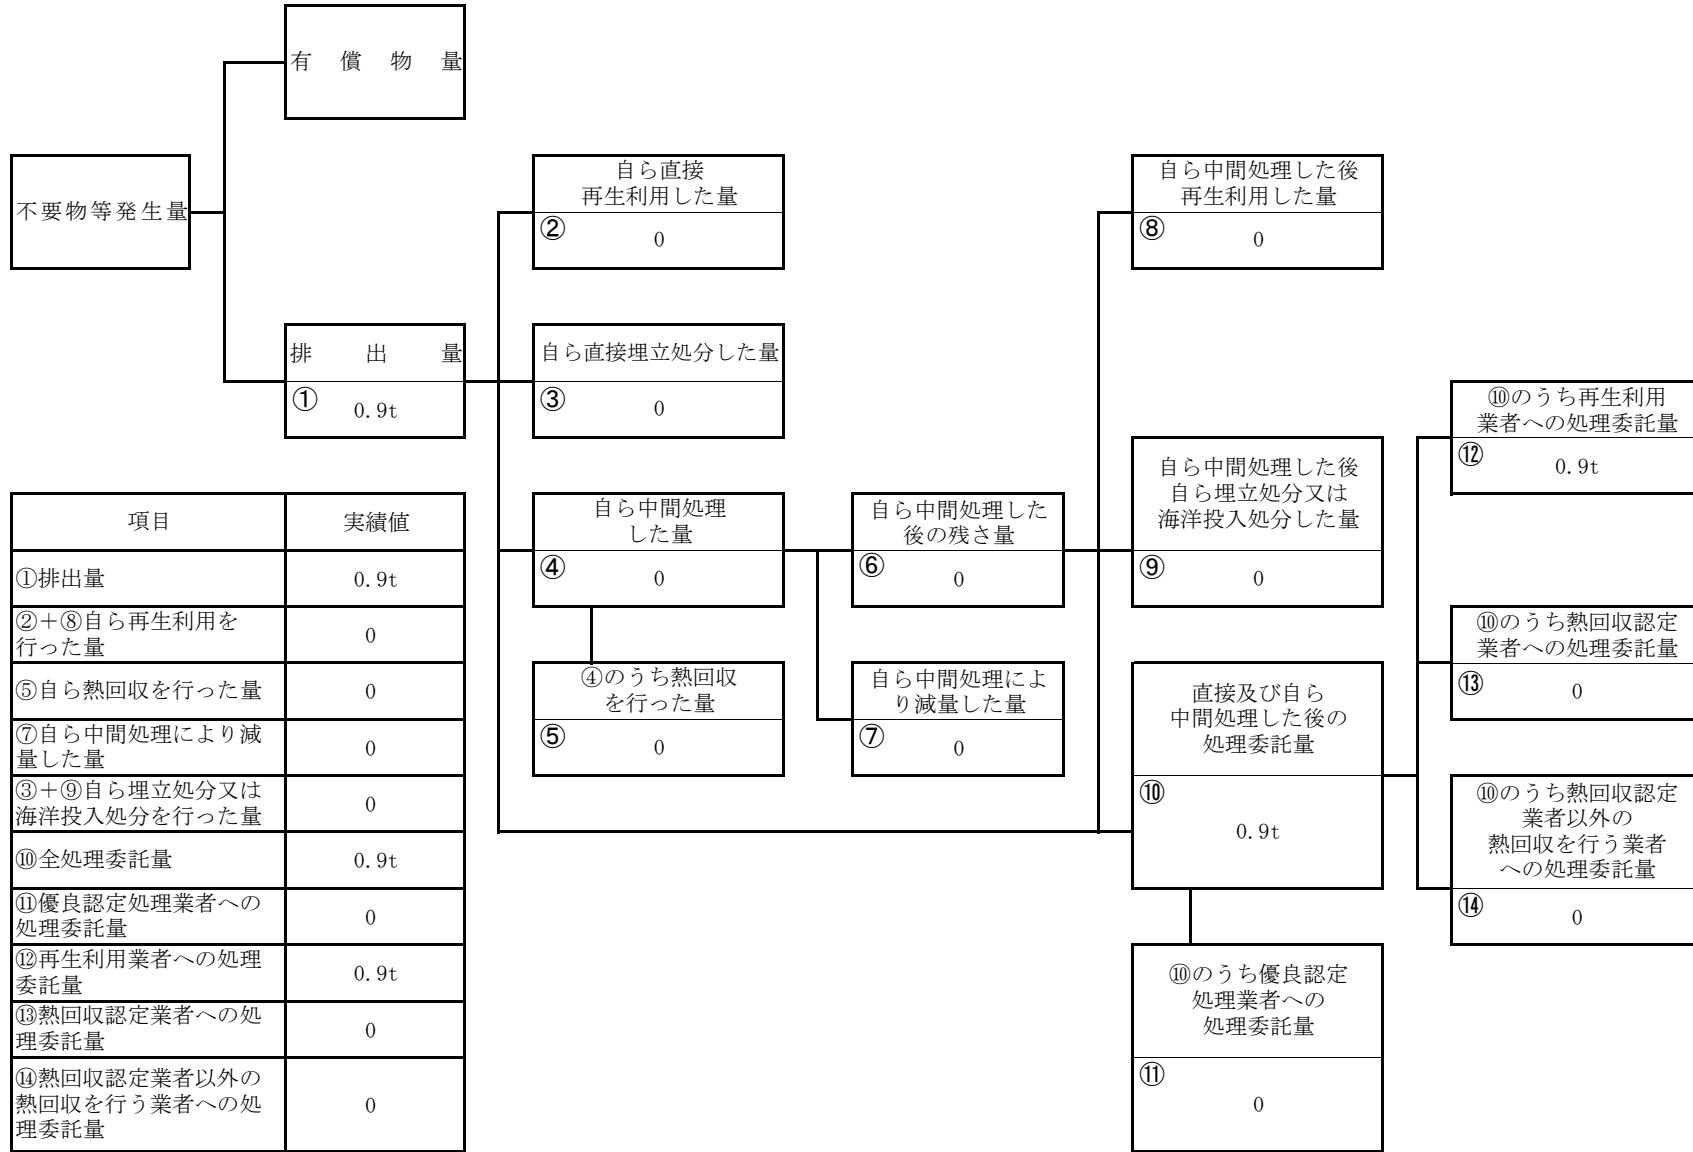 有償物量
不要物等発生量
排出量
① 0.9t
自ら直接
再生利用した量
② 0
自ら直接埋立処分した量
③ 0
自ら中間処理
した量
④ 0
④のうち熱回収
を行った量
⑤ 0
自ら中間処理した
後の残さ量
⑥ 0
自ら中間処理によ
り減量した量
⑦ 0
自ら中間処理した後
再生利用した量
⑧ 0
自ら中間処理した後
自ら埋立処分又は
海洋投入処分した量
⑨ 0
直接及び自ら
中間処理した後の
処理委託量
⑩
0.9t
⑩のうち優良認定
処理業者への
処理委託量
⑪
0
⑩のうち再生利用
業者への処理委託量
⑫ 0.9t
⑩のうち熱回収認定
業者への処理委託量
⑬ 0
⑩のうち熱回収認定
業者以外の
熱回収を行う業者
への処理委託量
⑭ 0
項目 実績値
①排出量 0.9t
②＋⑧自ら再生利用を
行った量 0
⑤自ら熱回収を行った量 0
⑦自ら中間処理により減
量した量 0
③＋⑨自ら埋立処分又は
海洋投入処分を行った量 0
⑩全処理委託量 0.9t
⑪優良認定処理業者への
処理委託量 0
⑫再生利用業者への処理
委託量 0.9t
⑬熱回収認定業者への処
理委託量 0
⑭熱回収認定業者以外の
熱回収を行う業者への処 0
理委託量